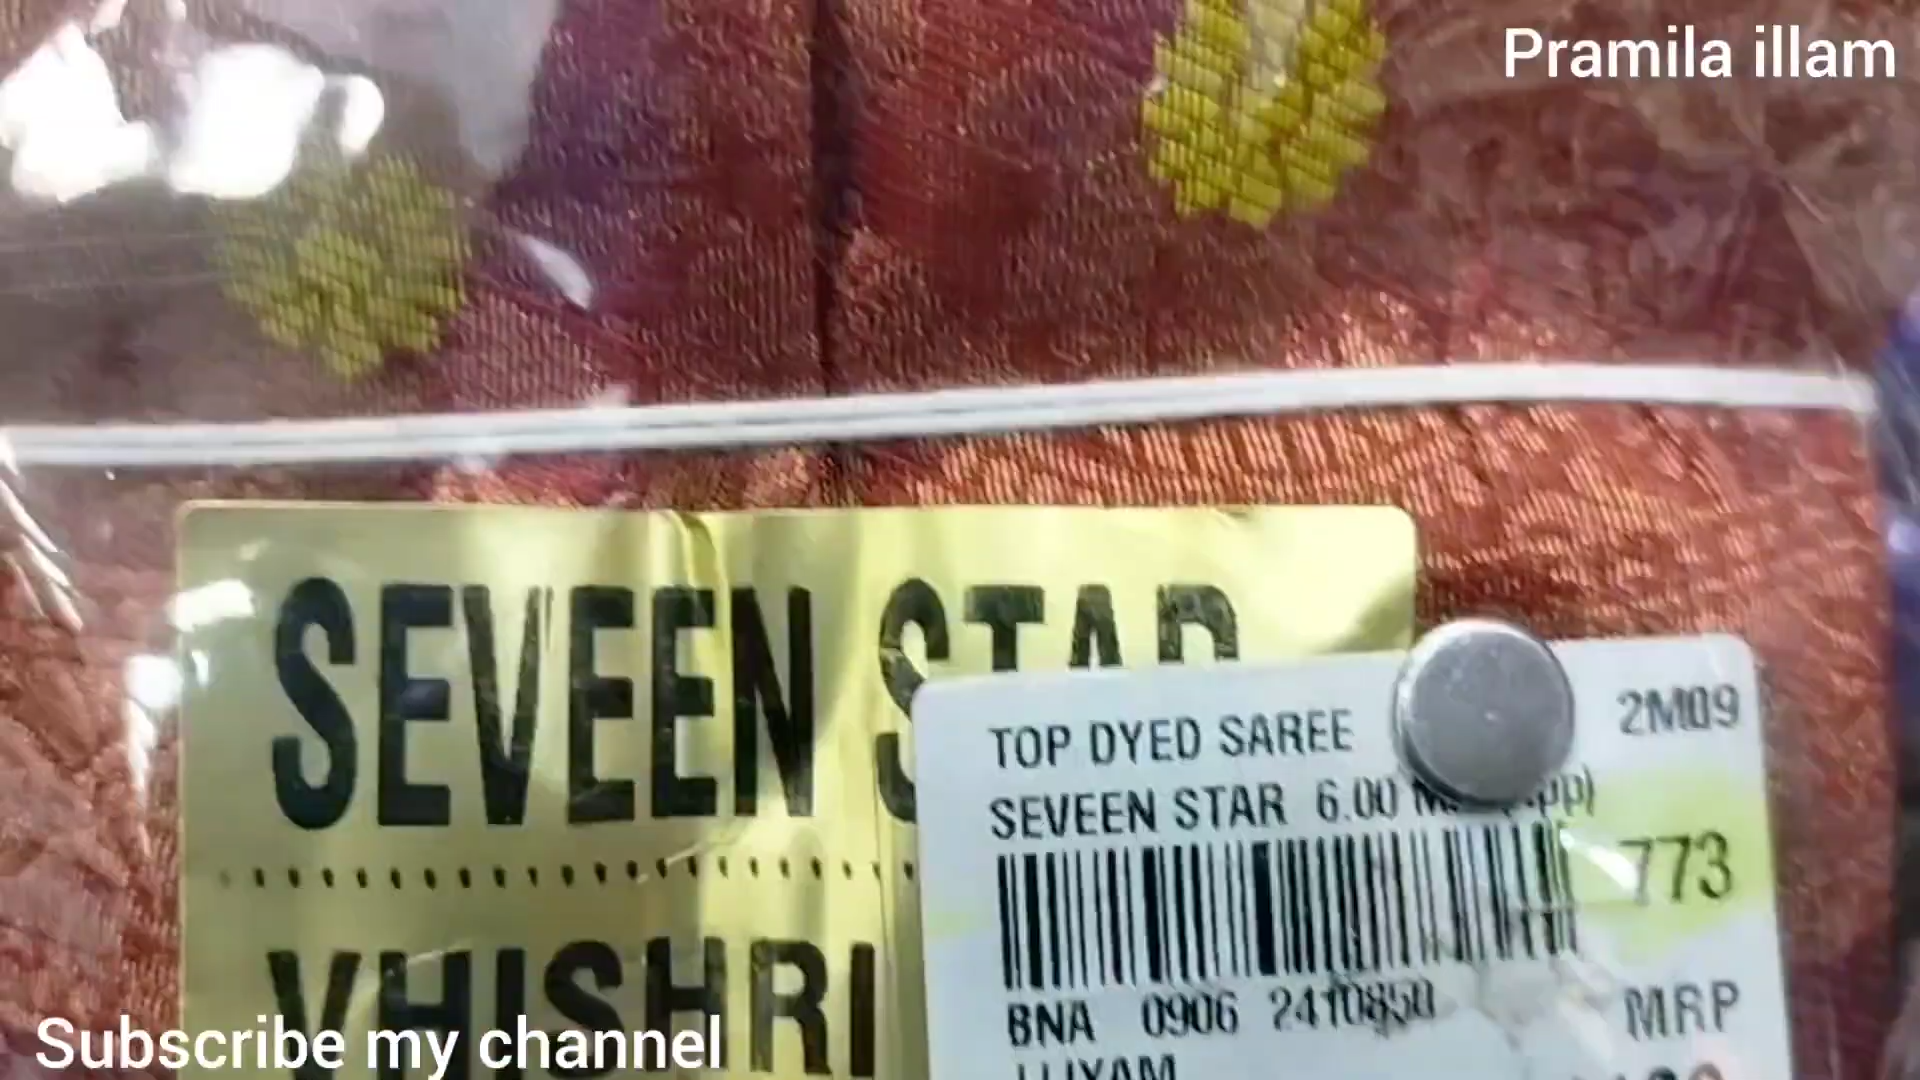 Pramila illam
SEVEEN STAR
TOP DYED SAREE 2M09
SEVEEN STAR 6.00
773
BNA 0906 2410850
MRP
VHISHRI
Subscribe my channel